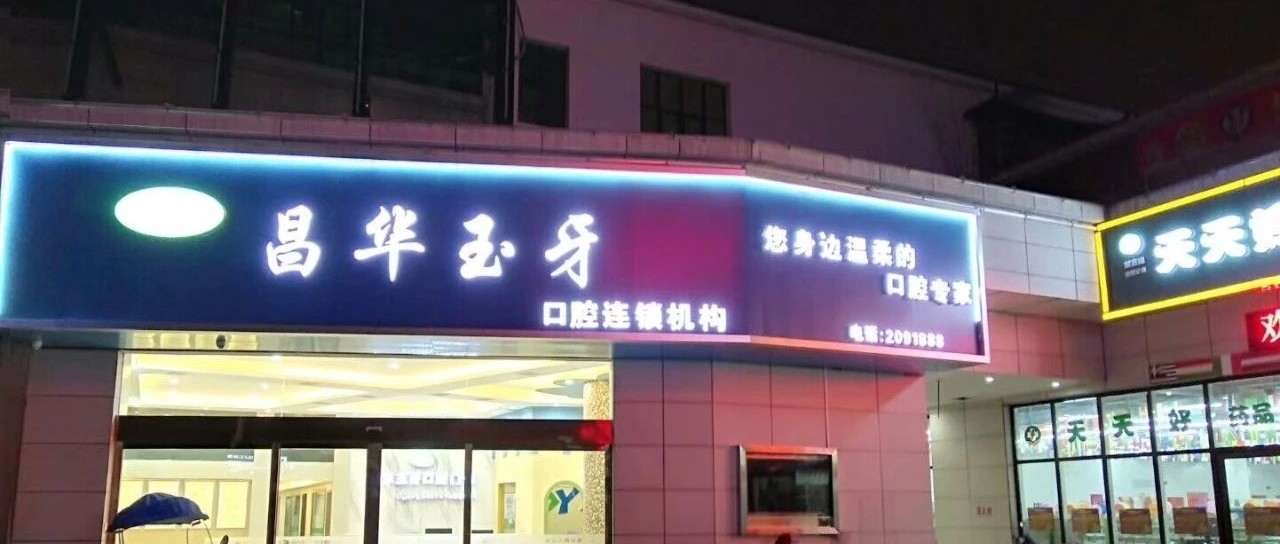 昌华玉牙
口腔连锁机构
您身边温柔的
口腔专家
电话:2091888
天天
欢
天天好药品